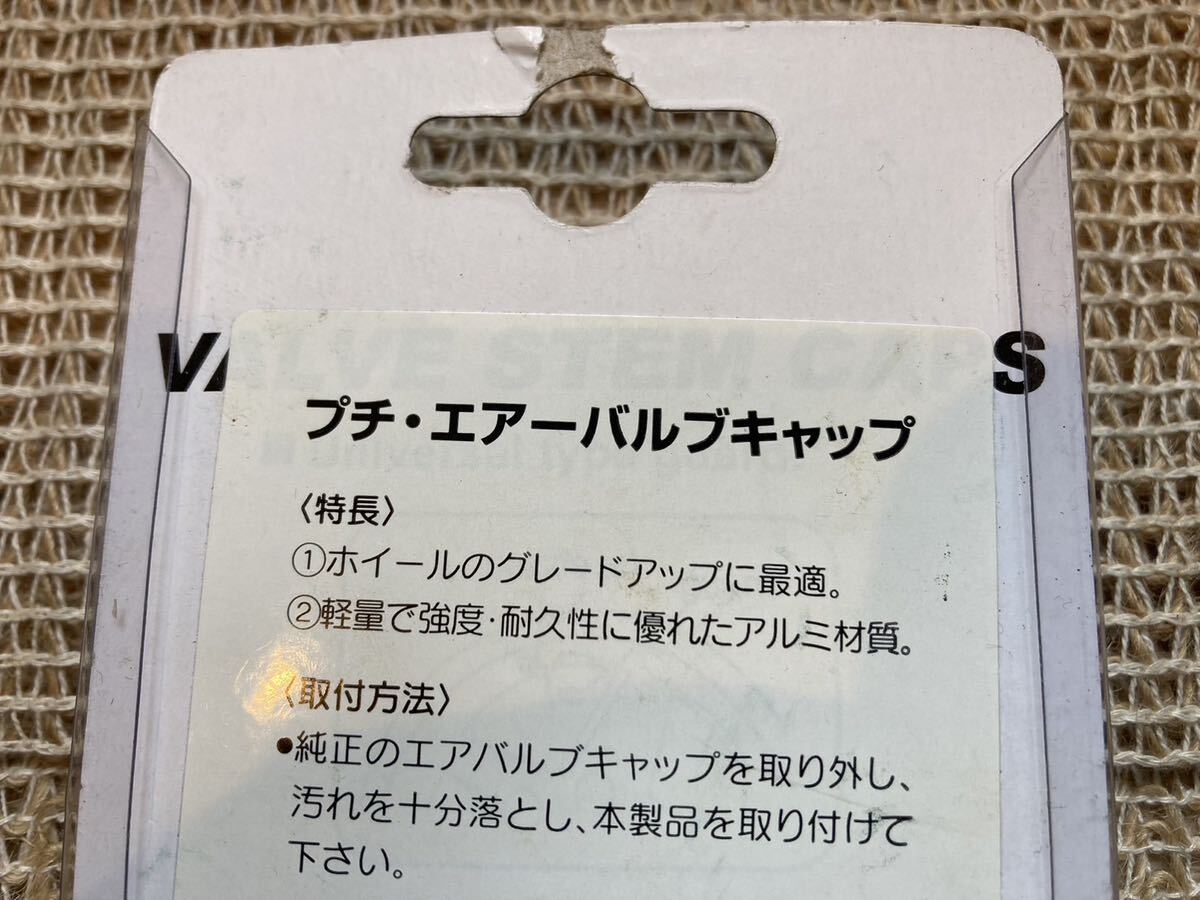 VALVE STEM CAPS
プチ・エアーバルブキャップ
universal type
〈特長〉
①ホイールのグレードアップに最適。
②軽量で強度・耐久性に優れたアルミ材質。
〈取付方法〉
●純正のエアバルブキャップを取り外し、
汚れを十分落とし、本製品を取り付けて
下さい。